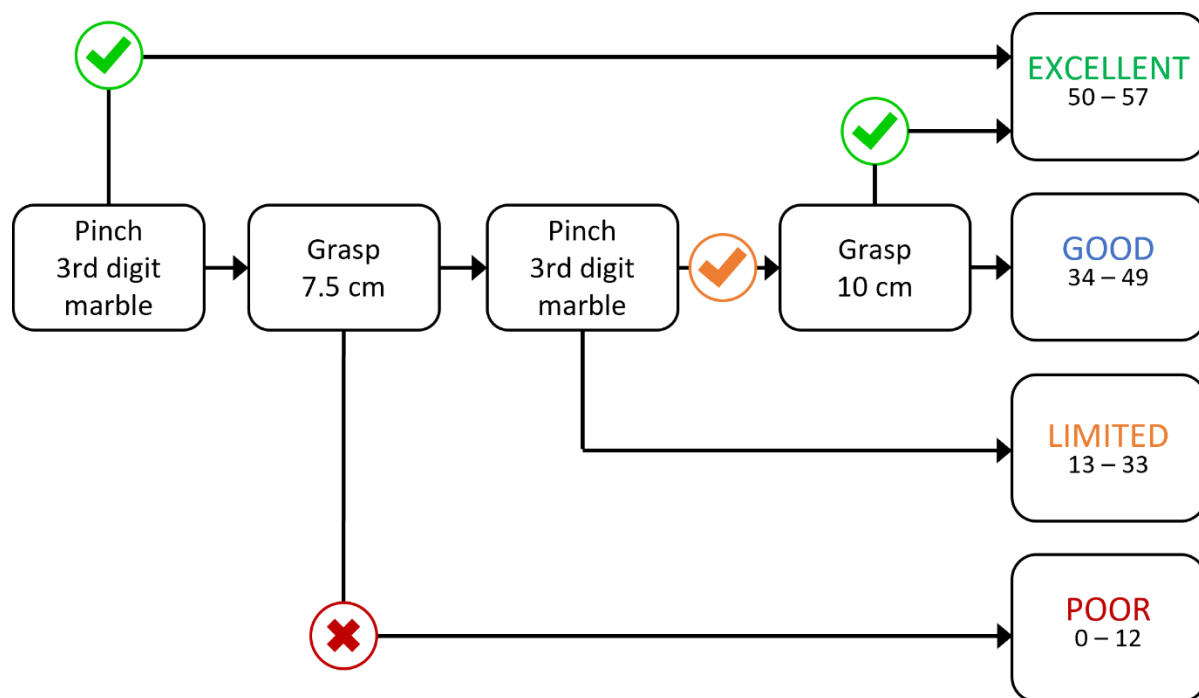 EXCELLENT
50 – 57
Pinch
3rd digit
marble
Grasp
7.5 cm
Pinch
3rd digit
marble
Grasp
10 cm
GOOD
34 – 49
LIMITED
13 – 33
POOR
0 – 12